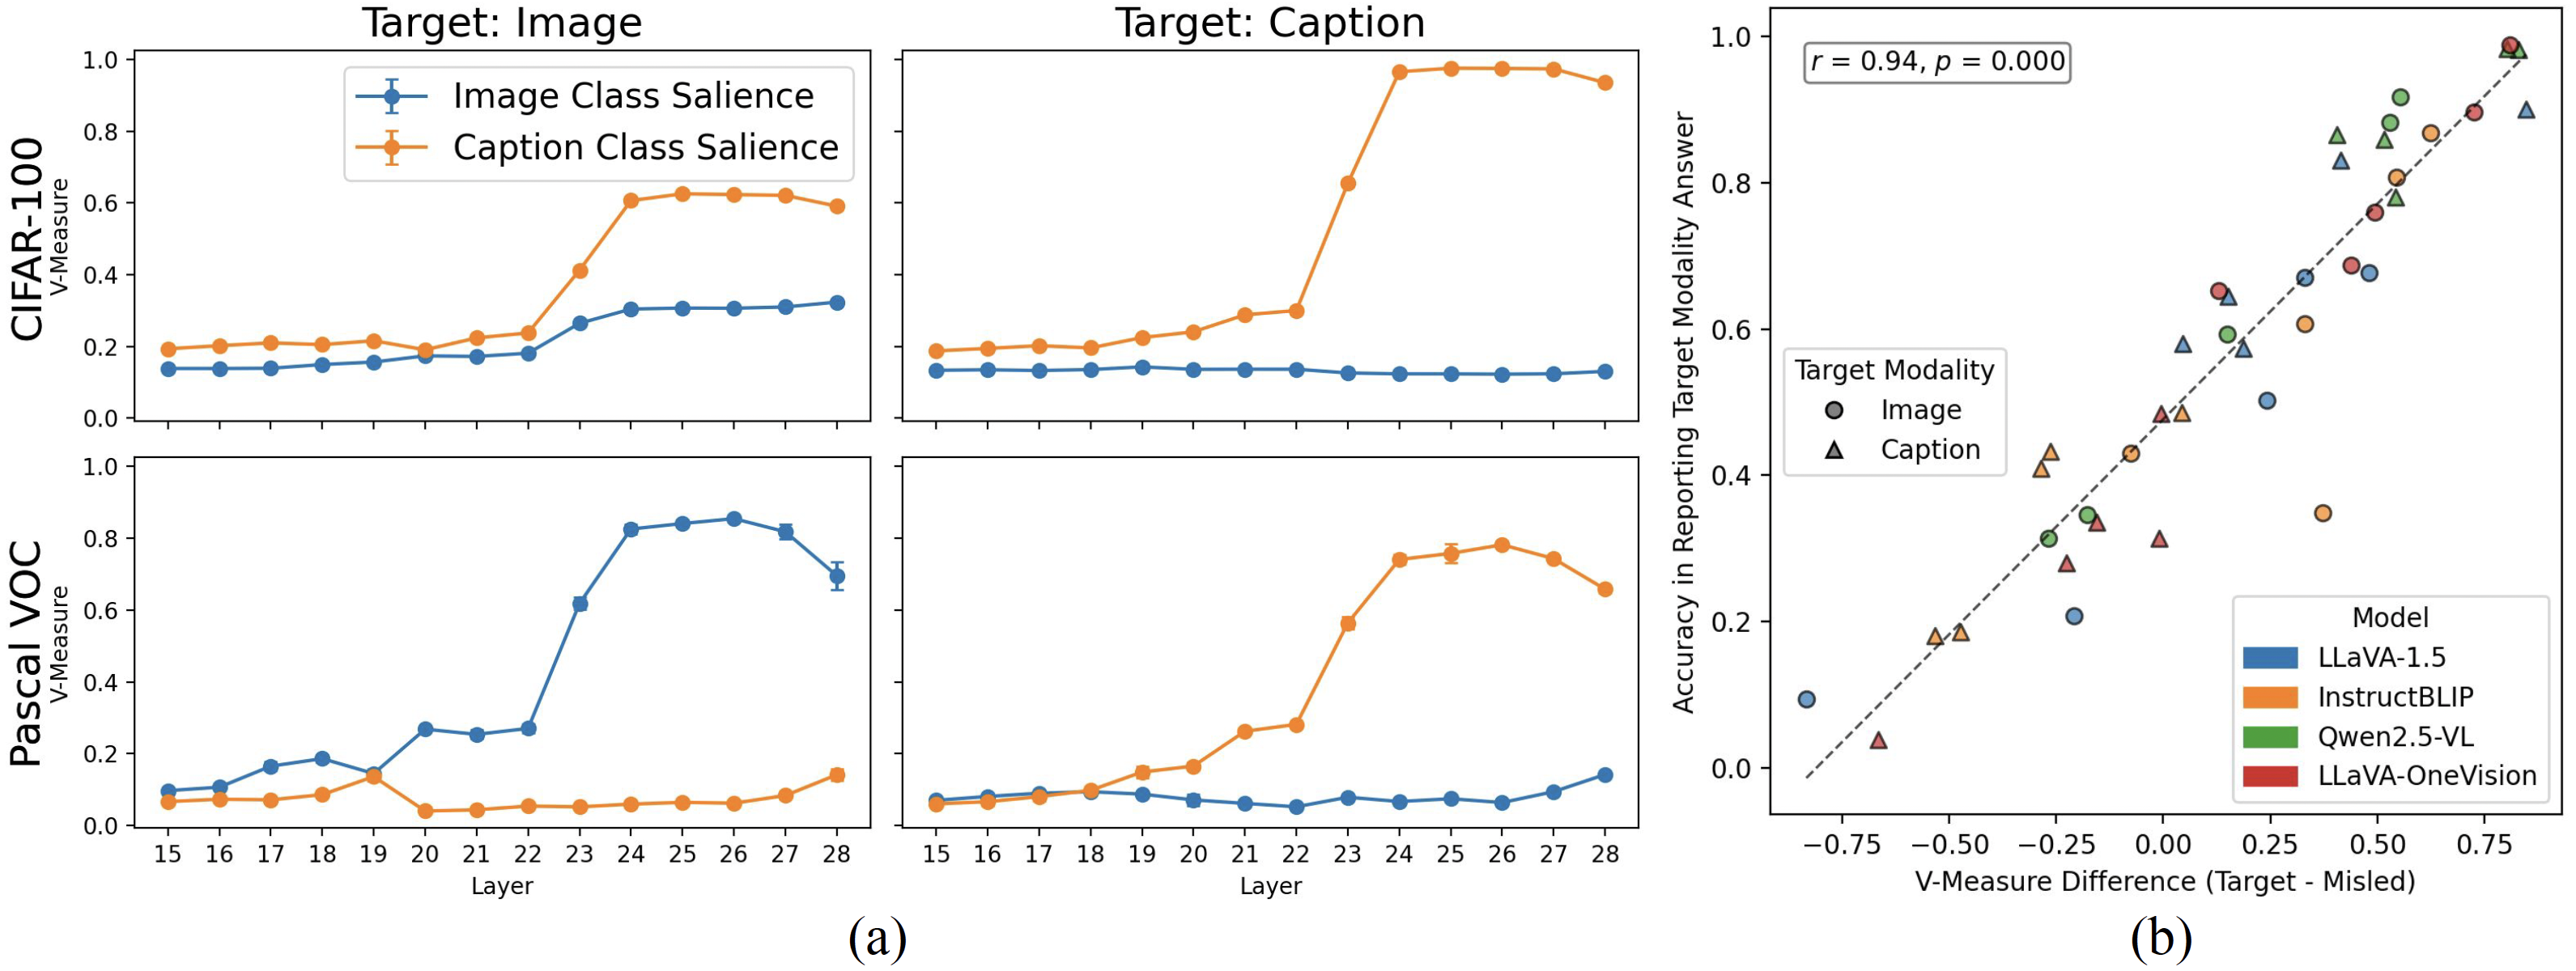 Target: Image
Target: Caption
CIFAR-100
V-Measure
1.0
0.8
0.6
0.4
0.2
0.0
Image Class Salience
Caption Class Salience
Pascal VOC
V-Measure
1.0
0.8
0.6
0.4
0.2
0.0
15 16 17 18 19 20 21 22 23 24 25 26 27 28
Layer
15 16 17 18 19 20 21 22 23 24 25 26 27 28
Layer
(a)
Accuracy in Reporting Target Modality Answer
1.0
0.8
0.6
0.4
0.2
0.0
r = 0.94, p = 0.000
Target Modality
Image
Caption
Model
LLaVA-1.5
InstructBLIP
Qwen2.5-VL
LLaVA-OneVision
−0.75 −0.50 −0.25 0.00 0.25 0.50 0.75
V-Measure Difference (Target - Misled)
(b)